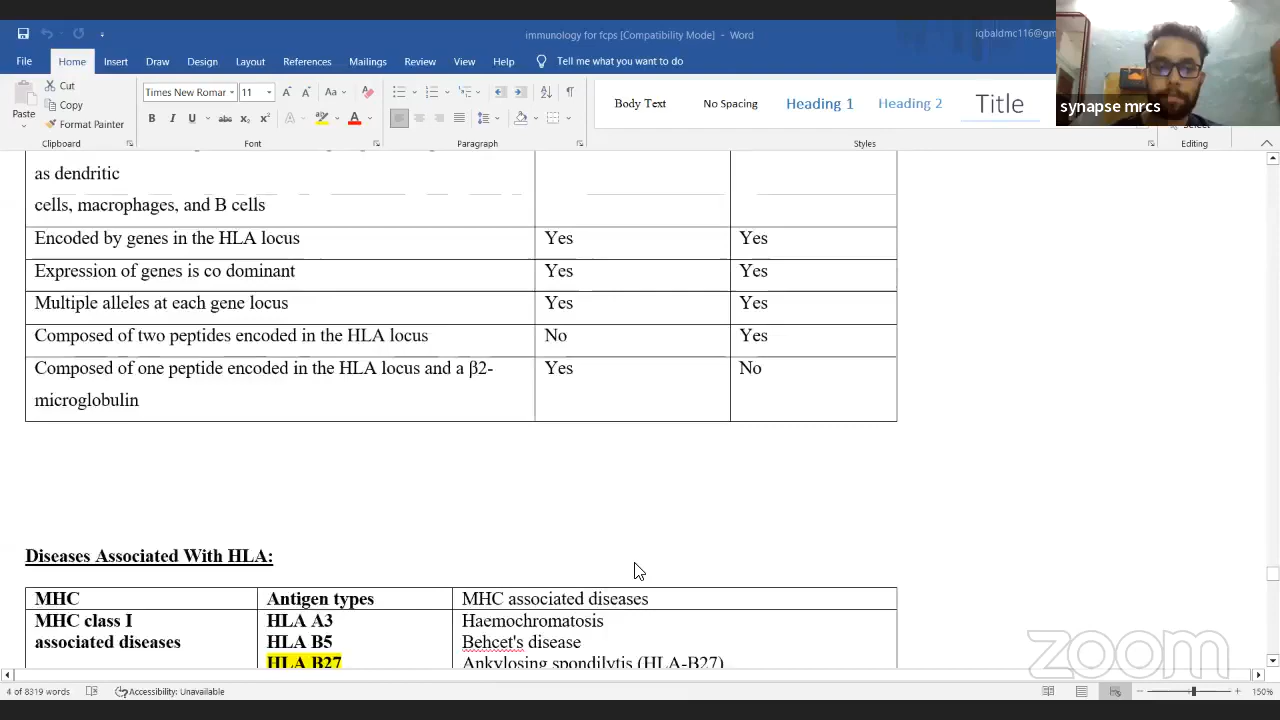 immunology for fcps [Compatibility Mode] - Word
iqbaldmc116@gm
File Home Insert Draw Design Layout References Mailings Review View Help Tell me what you want to do
Cut
Copy
Format Painter
Paste
Times New Romar 11
Body Text No Spacing Heading 1 Heading 2 Title
synapse mrcs
Clipboard Font Paragraph Styles Editing
as dendritic
cells, macrophages, and B cells
Encoded by genes in the HLA locus Yes Yes
Expression of genes is co dominant Yes Yes
Multiple alleles at each gene locus Yes Yes
Composed of two peptides encoded in the HLA locus No Yes
Composed of one peptide encoded in the HLA locus and a β2- Yes No
microglobulin
Diseases Associated With HLA:
MHC Antigen types MHC associated diseases
MHC class I HLA A3 Haemochromatosis
associated diseases HLA B5 Behcet's disease
HLA B27 Ankylosing spondilytis (HLA-B27)
zoom
4 of 8319 words Accessibility: Unavailable 150%